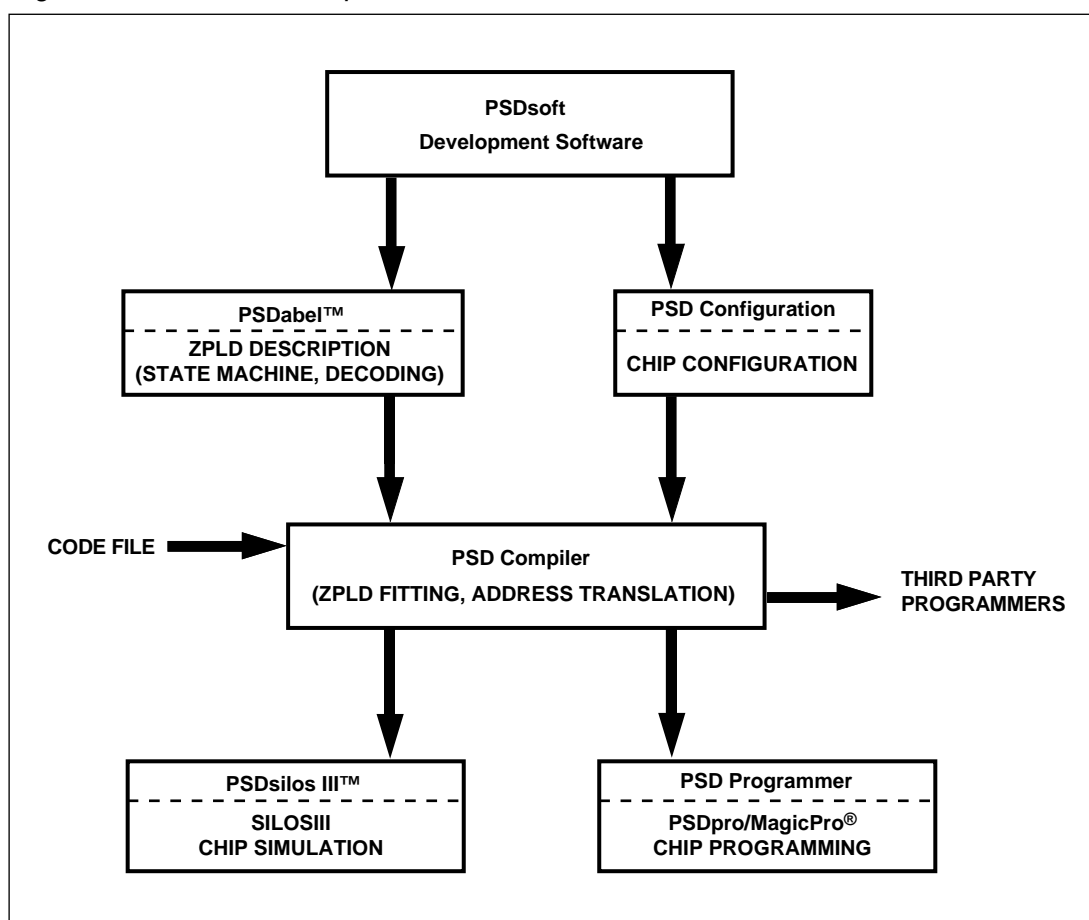 PSDsoft
Development Software
PSDabel™
ZPLD DESCRIPTION
(STATE MACHINE, DECODING)
PSD Configuration
CHIP CONFIGURATION
CODE FILE
PSD Compiler
(ZPLD FITTING, ADDRESS TRANSLATION)
THIRD PARTY
PROGRAMMERS
PSDsilos III™
SILOSIII
CHIP SIMULATION
PSD Programmer
PSDpro/MagicPro®
CHIP PROGRAMMING